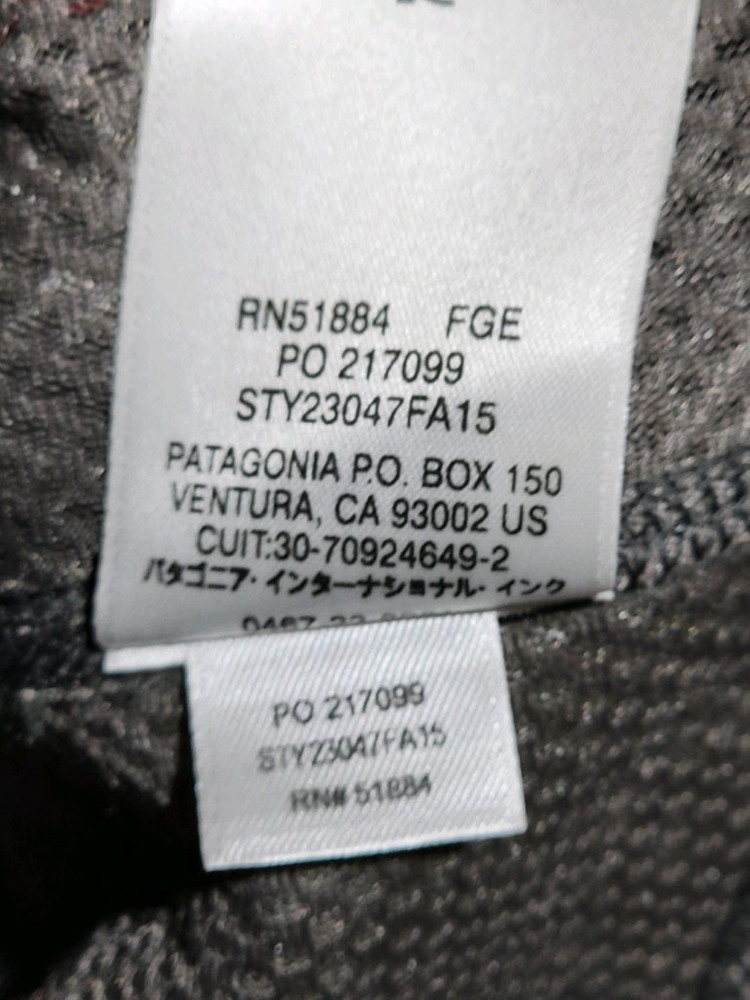 RN51884 FGE
PO 217099
STY23047FA15
PATAGONIA P.O. BOX 150
VENTURA, CA 93002 US
CUIT:30-70924649-2
パタゴニア・インターナショナル・インク
PO 217099
STY23047FA15
RN# 51884